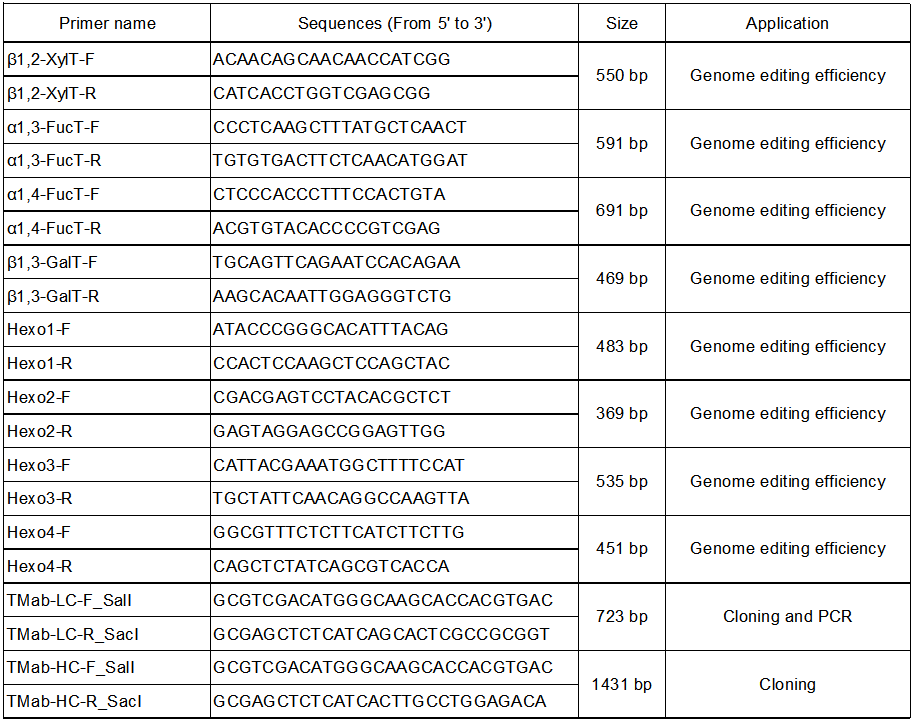 Primer name Sequences (From 5' to 3') Size Application
β1,2-XylT-F ACAACAGCAACAACCATCGG
550 bp Genome editing efficiency
β1,2-XylT-R CATCACCTGGTCGAGCGG
α1,3-FucT-F CCCTCAAGCTTTATGCTCAACT
591 bp Genome editing efficiency
α1,3-FucT-R TGTGTGACTTCTCAACATGGAT
α1,4-FucT-F CTCCCACCCTTTCCACTGTA
691 bp Genome editing efficiency
α1,4-FucT-R ACGTGTACACCCCGTCGAG
β1,3-GalT-F TGCAGTTCAGAATCCACAGAA
469 bp Genome editing efficiency
β1,3-GalT-R AAGCACAATTGGAGGGTCTG
Hexo1-F ATACCCGGGCACATTTACAG
483 bp Genome editing efficiency
Hexo1-R CCACTCCAAGCTCCAGCTAC
Hexo2-F CGACGAGTCCTACACGCTCT
369 bp Genome editing efficiency
Hexo2-R GAGTAGGAGCCGGAGTTGG
Hexo3-F CATTACGAAATGGCTTTTCCAT
535 bp Genome editing efficiency
Hexo3-R TGCTATTCAACAGGCCAAGTTA
Hexo4-F GGCGTTTCTCTTCATCTTCTTG
451 bp Genome editing efficiency
Hexo4-R CAGCTCTATCAGCGTCACCA
TMab-LC-F_SalI GCGTCGACATGGGCAAGCACCACGTGAC
723 bp Cloning and PCR
TMab-LC-R_SacI GCGAGCTCTCATCAGCACTCGCCGCGGT
TMab-HC-F_SalI GCGTCGACATGGGCAAGCACCACGTGAC
1431 bp Cloning
TMab-HC-R_SacI GCGAGCTCTCATCACTTGCCTGGAGACA